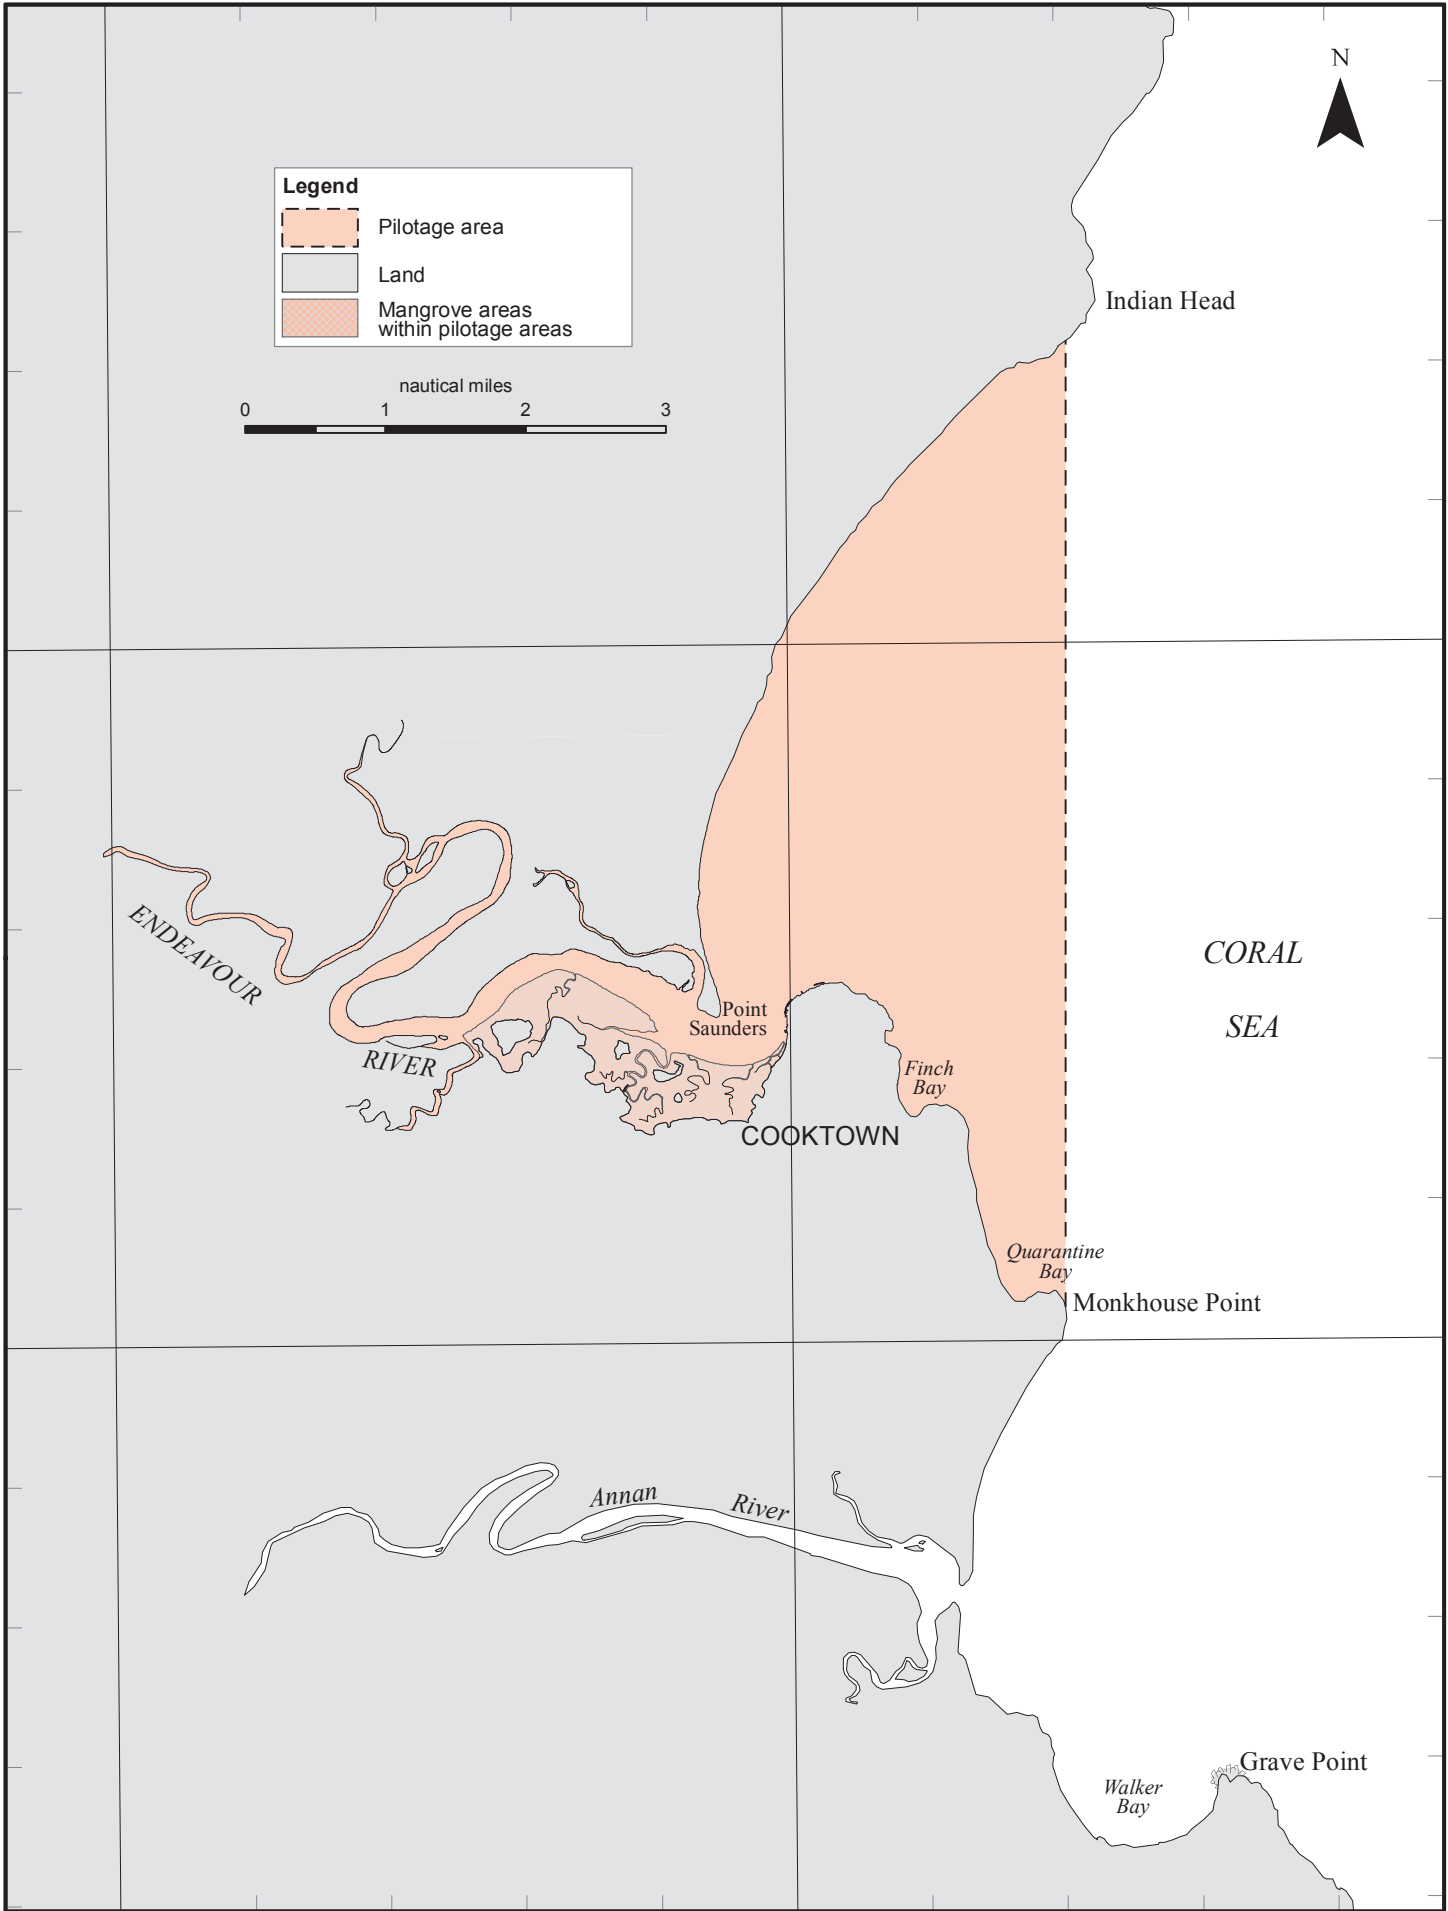 N
Legend
Pilotage area
Land
Mangrove areas
within pilotage areas
nautical miles
0 1 2 3
Indian Head
ENDEAVOUR
RIVER
Point
Saunders
CORAL
SEA
Finch
Bay
COOKTOWN
Quarantine
Bay
Monkhouse Point
Annan River
Grave Point
Walker
Bay